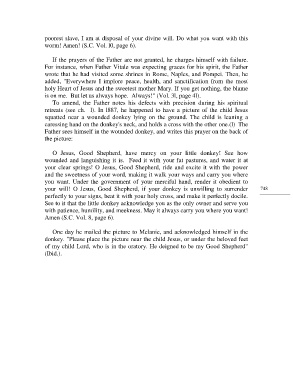 poorest slave, I am at disposal of your divine will. Do what you want with this
worm! Amen! (S.C. Vol. 10, page 6).
If the prayers of the Father are not granted, he charges himself with failure.
For instance, when Father Vitale was expecting graces for his spirit, the Father
wrote that he had visited some shrines in Rome, Naples, and Pompei. Then, he
added, "Everywhere I implore peace, health, and sanctification from the most
holy Heart of Jesus and the sweetest mother Mary. If you get nothing, the blame
is on me. But let us always hope. Always!" (Vol. 31, page 41).
To amend, the Father notes his defects with precision during his spiritual
retreats (see ch. 1). In 1887, he happened to have a picture of the child Jesus
squatted near a wounded donkey lying on the ground. The child is leaning a
caressing hand on the donkey's neck, and holds a cross with the other one.(1) The
Father sees himself in the wounded donkey, and writes this prayer on the back of
the picture:
O Jesus, Good Shepherd, have mercy on your little donkey! See how
wounded and languishing it is. Feed it with your fat pastures, and water it at
your clear springs! O Jesus, Good Shepherd, ride and excite it with the power
and the sweetness of your word, making it walk your ways and carry you where
you want. Under the government of your merciful hand, render it obedient to
your will! O Jesus, Good Shepherd, if your donkey is unwilling to surrender
perfectly to your signs, beat it with your holy cross, and make it perfectly docile.
See to it that the little donkey acknowledge you as the only owner and serve you
with patience, humility, and meekness. May it always carry you where you want!
Amen (S.C. Vol. 8, page 6).
One day he mailed the picture to Melanie, and acknowledged himself in the
donkey. "Please place the picture near the child Jesus, or under the beloved feet
of my child Lord, who is in the oratory. He deigned to be my Good Shepherd"
(Ibid.).